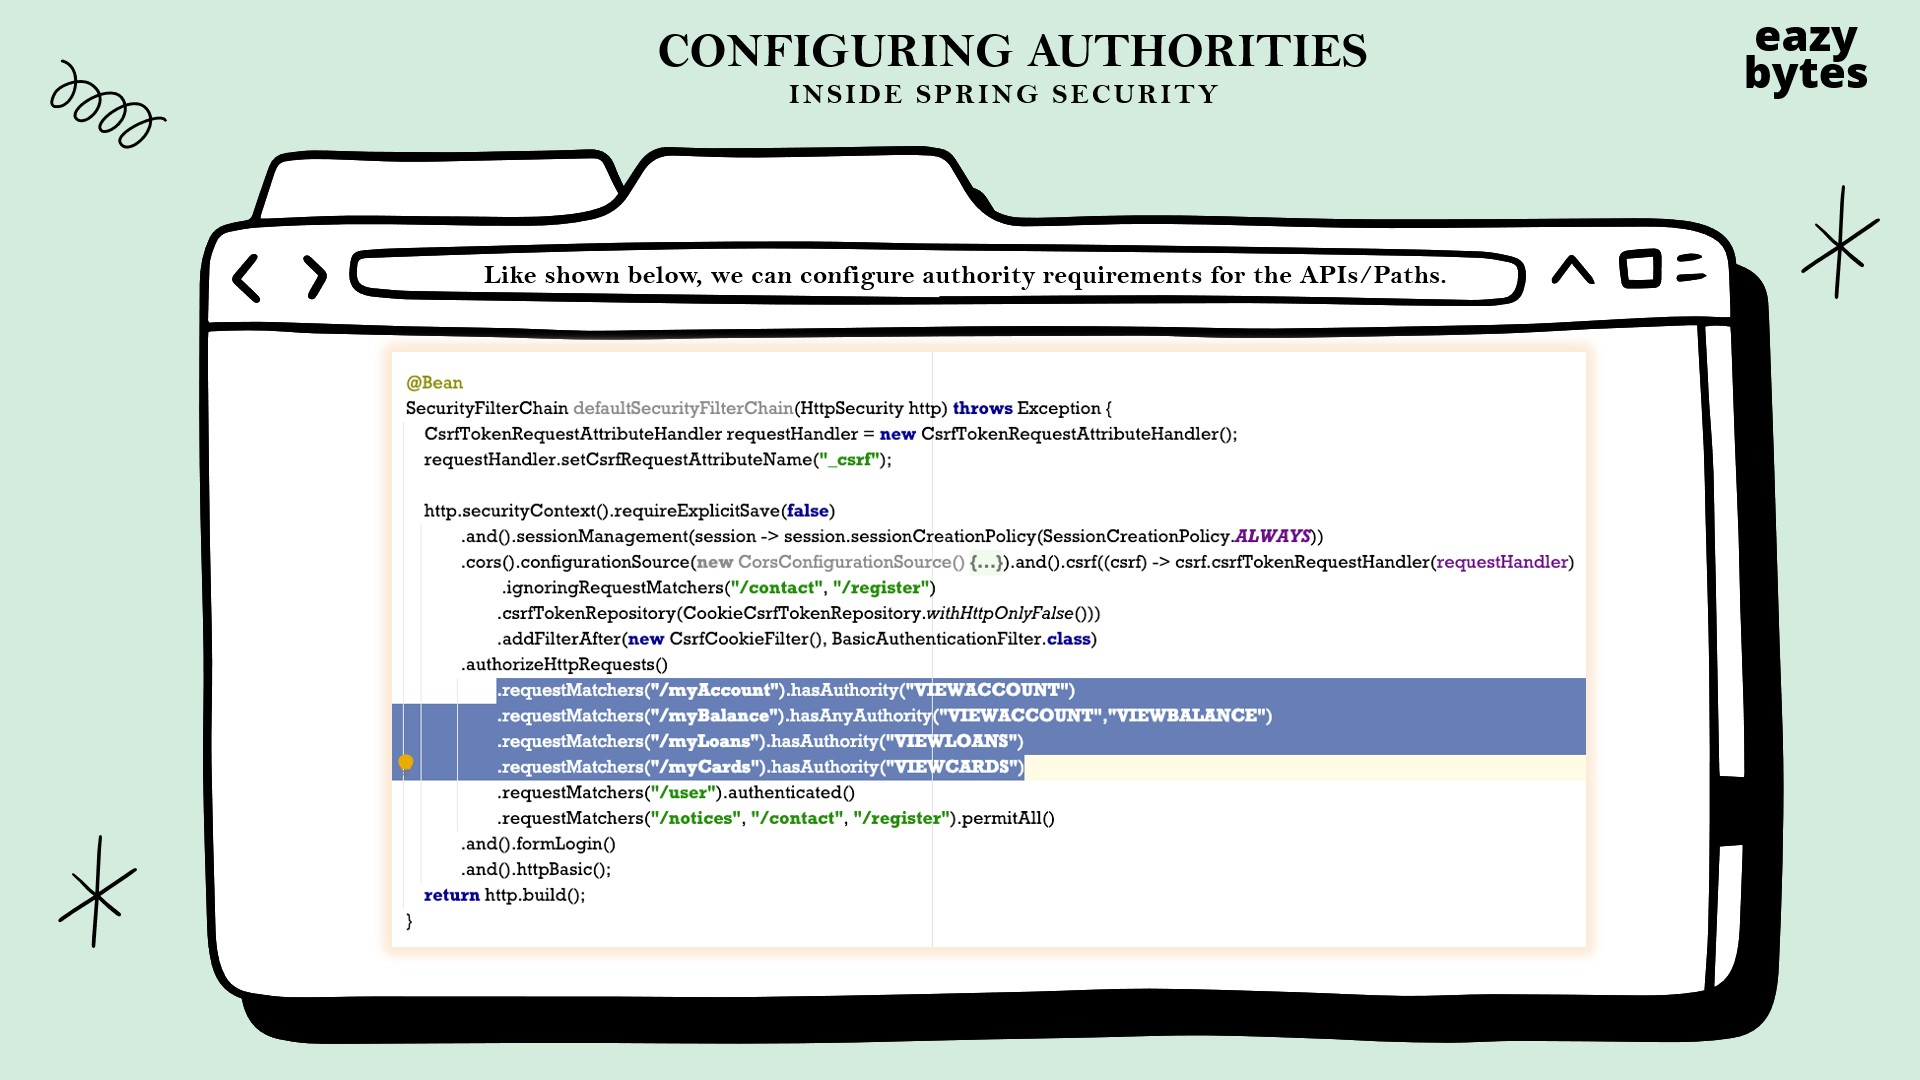 CONFIGURING AUTHORITIES
INSIDE SPRING SECURITY
eazy
bytes
Like shown below, we can configure authority requirements for the APIs/Paths.
@Bean
SecurityFilterChain defaultSecurityFilterChain(HttpSecurity http) throws Exception {
CsrfTokenRequestAttributeHandler requestHandler = new CsrfTokenRequestAttributeHandler();
requestHandler.setCsrfRequestAttributeName("_csrf");
http.securityContext().requireExplicitSave(false)
.and().sessionManagement(session -> session.sessionCreationPolicy(SessionCreationPolicy.ALWAYS))
.cors().configurationSource(new CorsConfigurationSource() {...}).and().csrf((csrf) -> csrf.csrfTokenRequestHandler(requestHandler)
.ignoringRequestMatchers("/contact", "/register")
.csrfTokenRepository(CookieCsrfTokenRepository.withHttpOnlyFalse()))
.addFilterAfter(new CsrfCookieFilter(), BasicAuthenticationFilter.class)
.authorizeHttpRequests()
.requestMatchers("/myAccount").hasAuthority("VIEWACCOUNT")
.requestMatchers("/myBalance").hasAnyAuthority("VIEWACCOUNT","VIEWBALANCE")
.requestMatchers("/myLoans").hasAuthority("VIEWLOANS")
.requestMatchers("/myCards").hasAuthority("VIEWCARDS")
.requestMatchers("/user").authenticated()
.requestMatchers("/notices", "/contact", "/register").permitAll()
.and().formLogin()
.and().httpBasic();
return http.build();
}